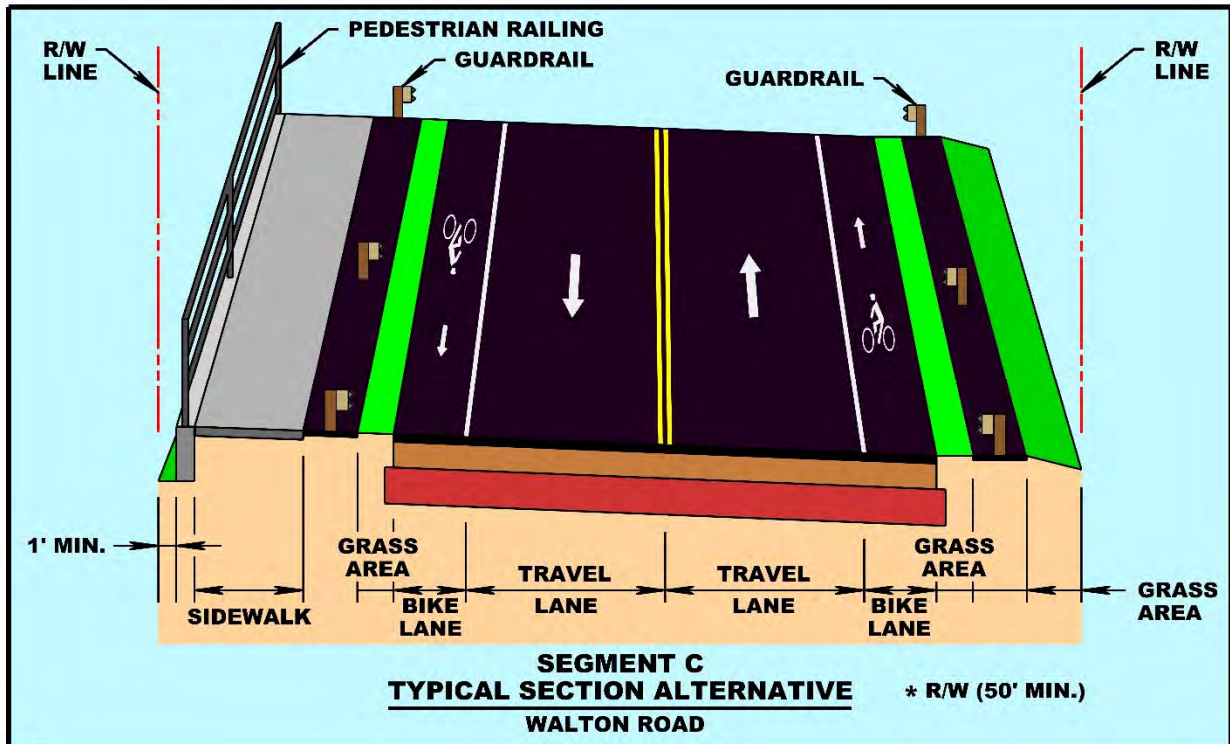 PEDESTRIAN RAILING
R/W
LINE
GUARDRAIL
GUARDRAIL
R/W
LINE
1' MIN.
SIDEWALK
GRASS
AREA
BIKE
LANE
TRAVEL
LANE
TRAVEL
LANE
BIKE
LANE
GRASS
AREA
GRASS
AREA
SEGMENT C
TYPICAL SECTION ALTERNATIVE
* R/W (50' MIN.)
WALTON ROAD